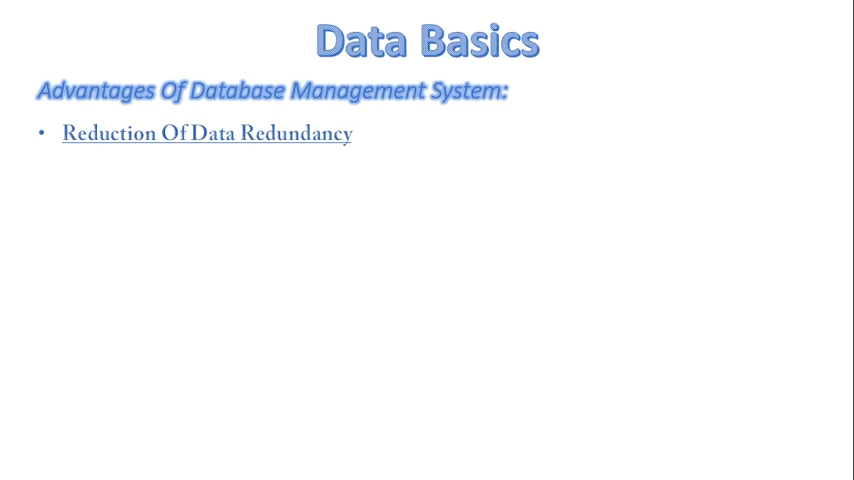 Data Basics
Advantages Of Database Management System:
• Reduction Of Data Redundancy